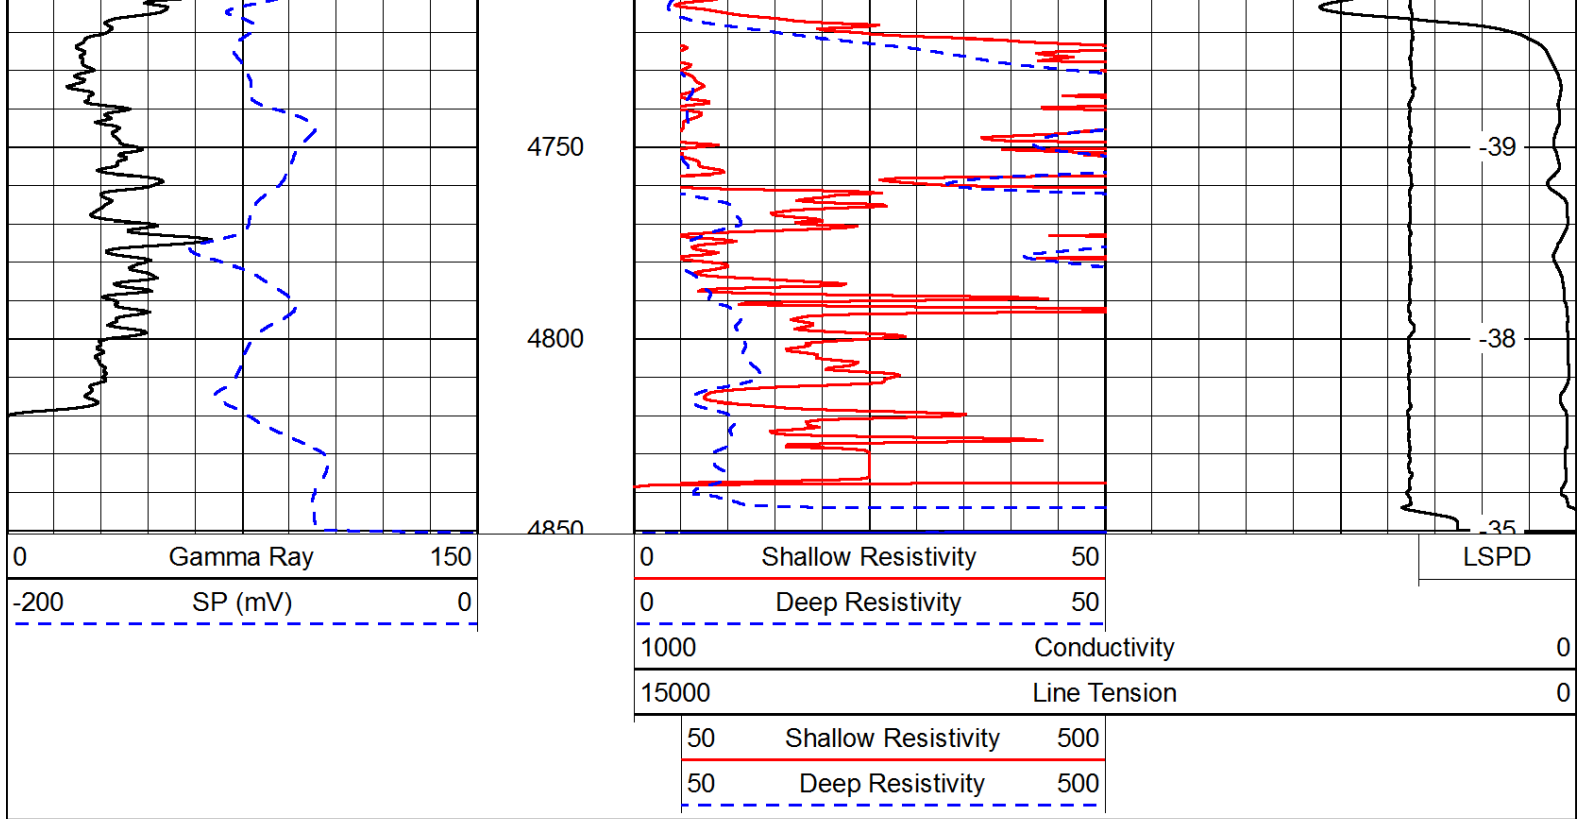 4750
-39
4800
-38
4850
-35
0 Gamma Ray 150
0 Shallow Resistivity 50
LSPD
-200 SP (mV) 0
0 Deep Resistivity 50
1000 Conductivity 0
15000 Line Tension 0
50 Shallow Resistivity 500
50 Deep Resistivity 500